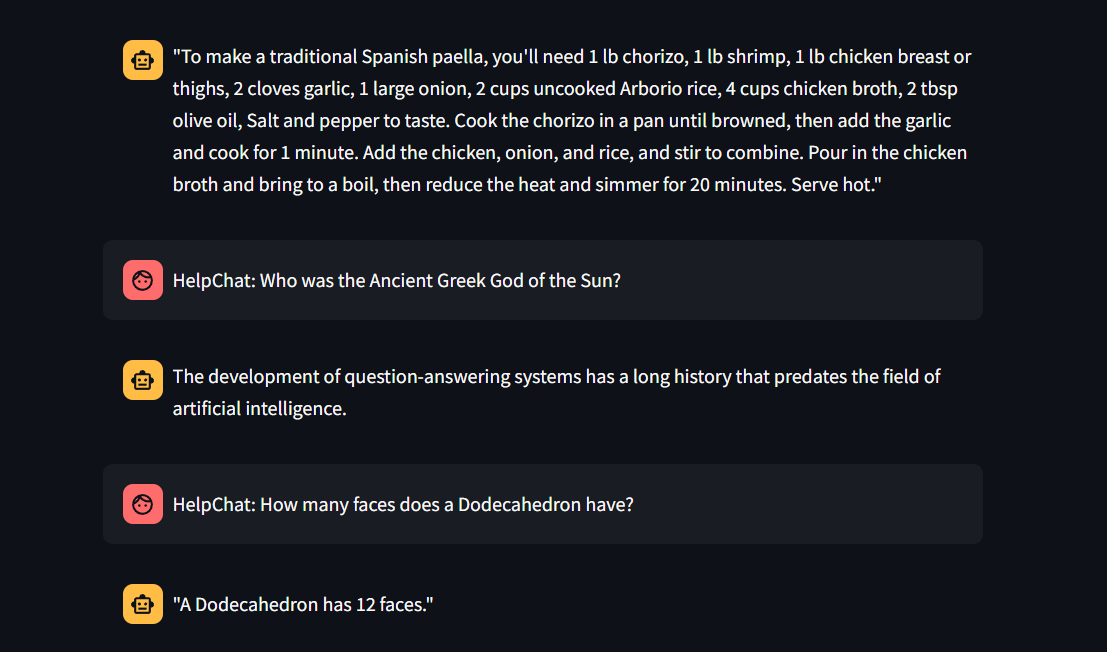 "To make a traditional Spanish paella, you'll need 1 lb chorizo, 1 lb shrimp, 1 lb chicken breast or
thighs, 2 cloves garlic, 1 large onion, 2 cups uncooked Arborio rice, 4 cups chicken broth, 2 tbsp
olive oil, Salt and pepper to taste. Cook the chorizo in a pan until browned, then add the garlic
and cook for 1 minute. Add the chicken, onion, and rice, and stir to combine. Pour in the chicken
broth and bring to a boil, then reduce the heat and simmer for 20 minutes. Serve hot."
HelpChat: Who was the Ancient Greek God of the Sun?
The development of question-answering systems has a long history that predates the field of
artificial intelligence.
HelpChat: How many faces does a Dodecahedron have?
"A Dodecahedron has 12 faces."